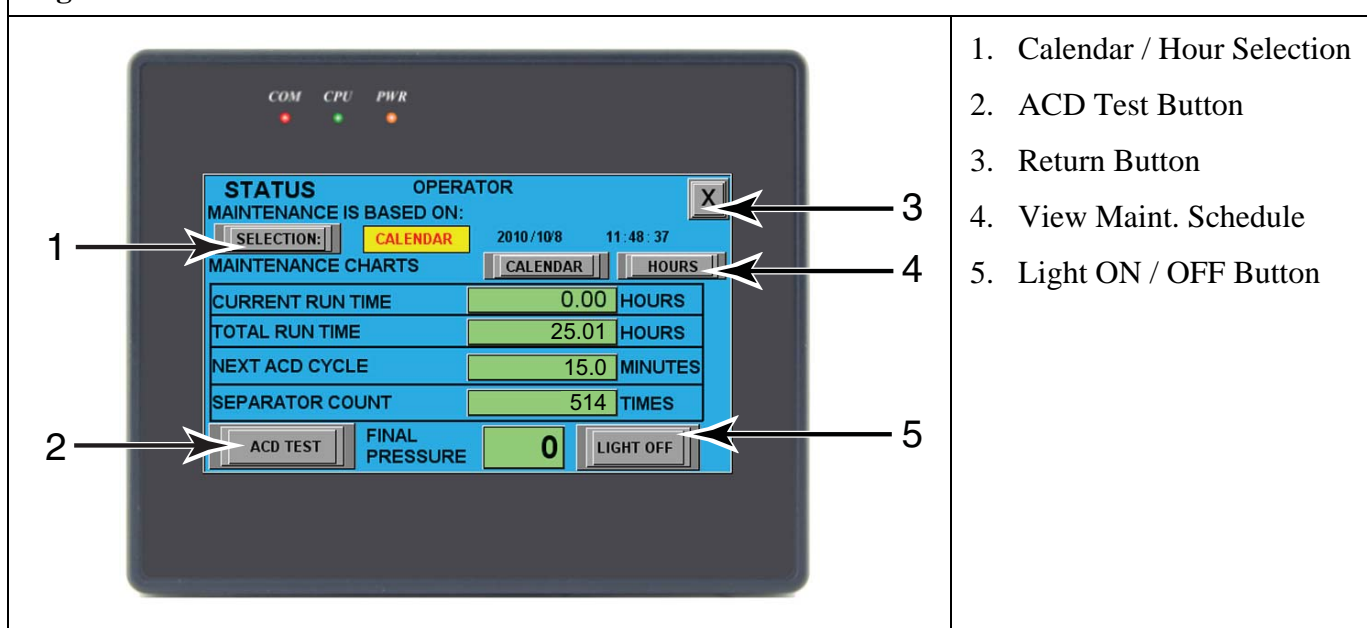 COM CPU PWR
STATUS OPERATOR X
MAINTENANCE IS BASED ON:
SELECTION: CALENDAR 2010/10/8 11:48:37
MAINTENANCE CHARTS CALENDAR HOURS
CURRENT RUN TIME 0.00 HOURS
TOTAL RUN TIME 25.01 HOURS
NEXT ACD CYCLE 15.0 MINUTES
SEPARATOR COUNT 514 TIMES
ACD TEST FINAL PRESSURE 0 LIGHT OFF
1
2
3
4
5
1. Calendar / Hour Selection
2. ACD Test Button
3. Return Button
4. View Maint. Schedule
5. Light ON / OFF Button